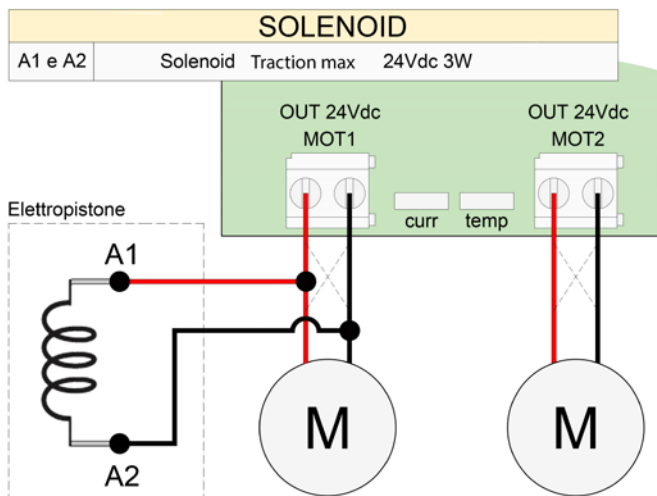 SOLENOID
A1 e A2 Solenoid Traction max 24Vdc 3W
OUT 24Vdc
MOT1
OUT 24Vdc
MOT2
curr temp
Elettropistone
A1
A2
M
M